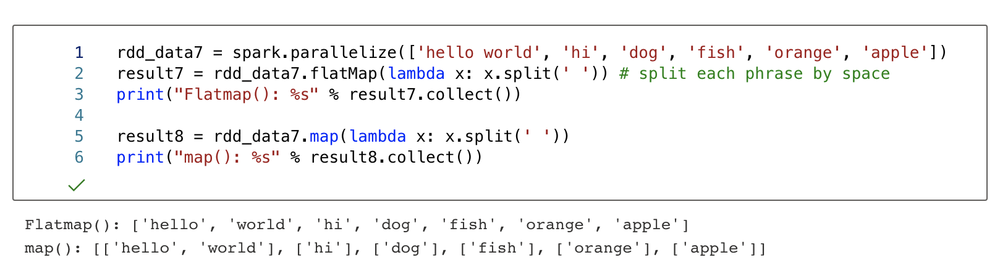 1 rdd_data7 = spark.parallelize(['hello world', 'hi', 'dog', 'fish', 'orange', 'apple'])
2 result7 = rdd_data7.flatMap(lambda x: x.split(' ')) # split each phrase by space
3 print("Flatmap(): %s" % result7.collect())
4
5 result8 = rdd_data7.map(lambda x: x.split(' '))
6 print("map(): %s" % result8.collect())
Flatmap(): ['hello', 'world', 'hi', 'dog', 'fish', 'orange', 'apple']
map(): [['hello', 'world'], ['hi'], ['dog'], ['fish'], ['orange'], ['apple']]